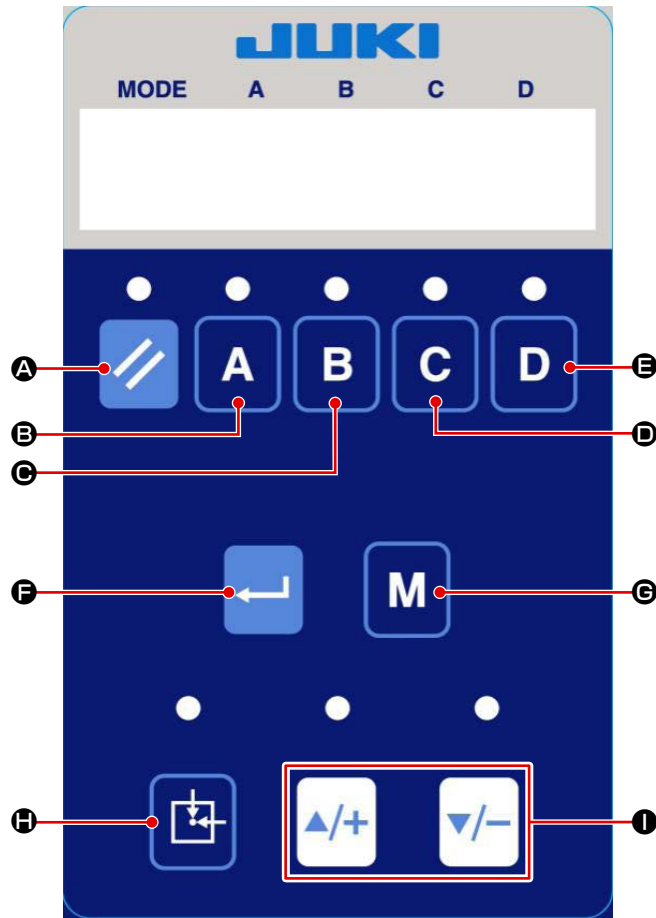 JUKI
MODE A B C D
A A B C D E
B D
C
F M G
H ▲/+ ▼/- I